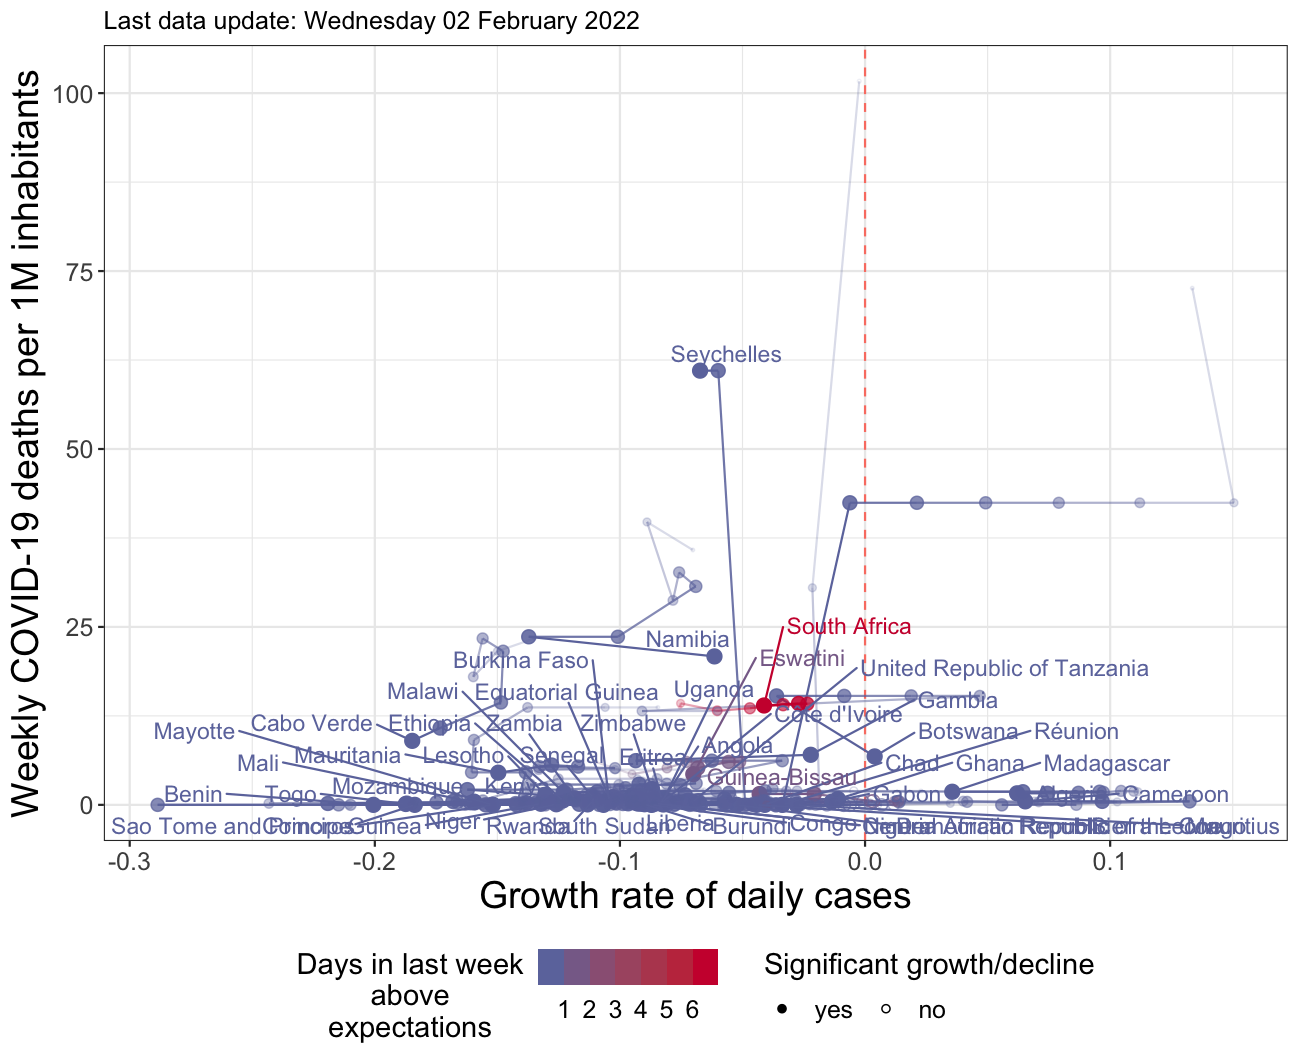 Last data update: Wednesday 02 February 2022
Weekly COVID-19 deaths per 1M inhabitants
100
75
50
25
0
Seychelles
South Africa
Namibia
Eswatini
Burkina Faso
United Republic of Tanzania
Malawi
Equatorial Guinea
Uganda
Gambia
Côte d'Ivoire
Mayotte
Cabo Verde
Ethiopia
Zambia
Zimbabwe
Botswana
Réunion
Mauritania
Lesotho
Senegal
Eritrea
Angola
Mali
Chad
Ghana
Madagascar
Guinea-Bissau
Mozambique
Benin
Togo
Gabon
Algeria
Cameroon
Sao Tome and Principe
Guinea
Niger
Rwanda
South Sudan
Liberia
Burundi
Congo
Mauritius
-0.3
-0.2
-0.1
0.0
0.1
Growth rate of daily cases
Days in last week
above
expectations
1 2 3 4 5 6
Significant growth/decline
yes
no